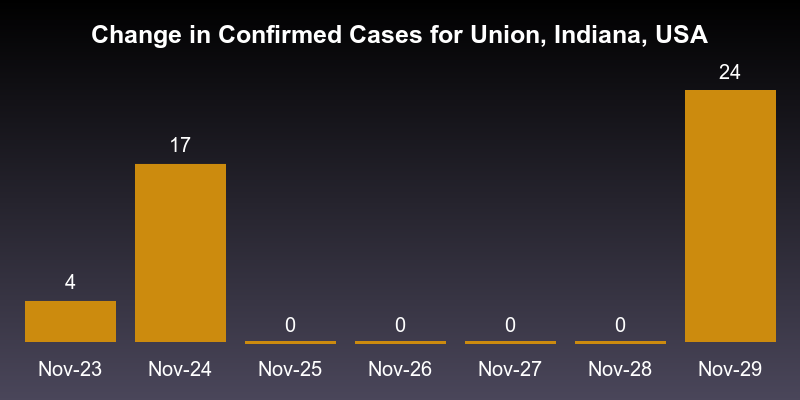 Change in Confirmed Cases for Union, Indiana, USA
24
17
4
0 0 0 0
Nov-23 Nov-24 Nov-25 Nov-26 Nov-27 Nov-28 Nov-29